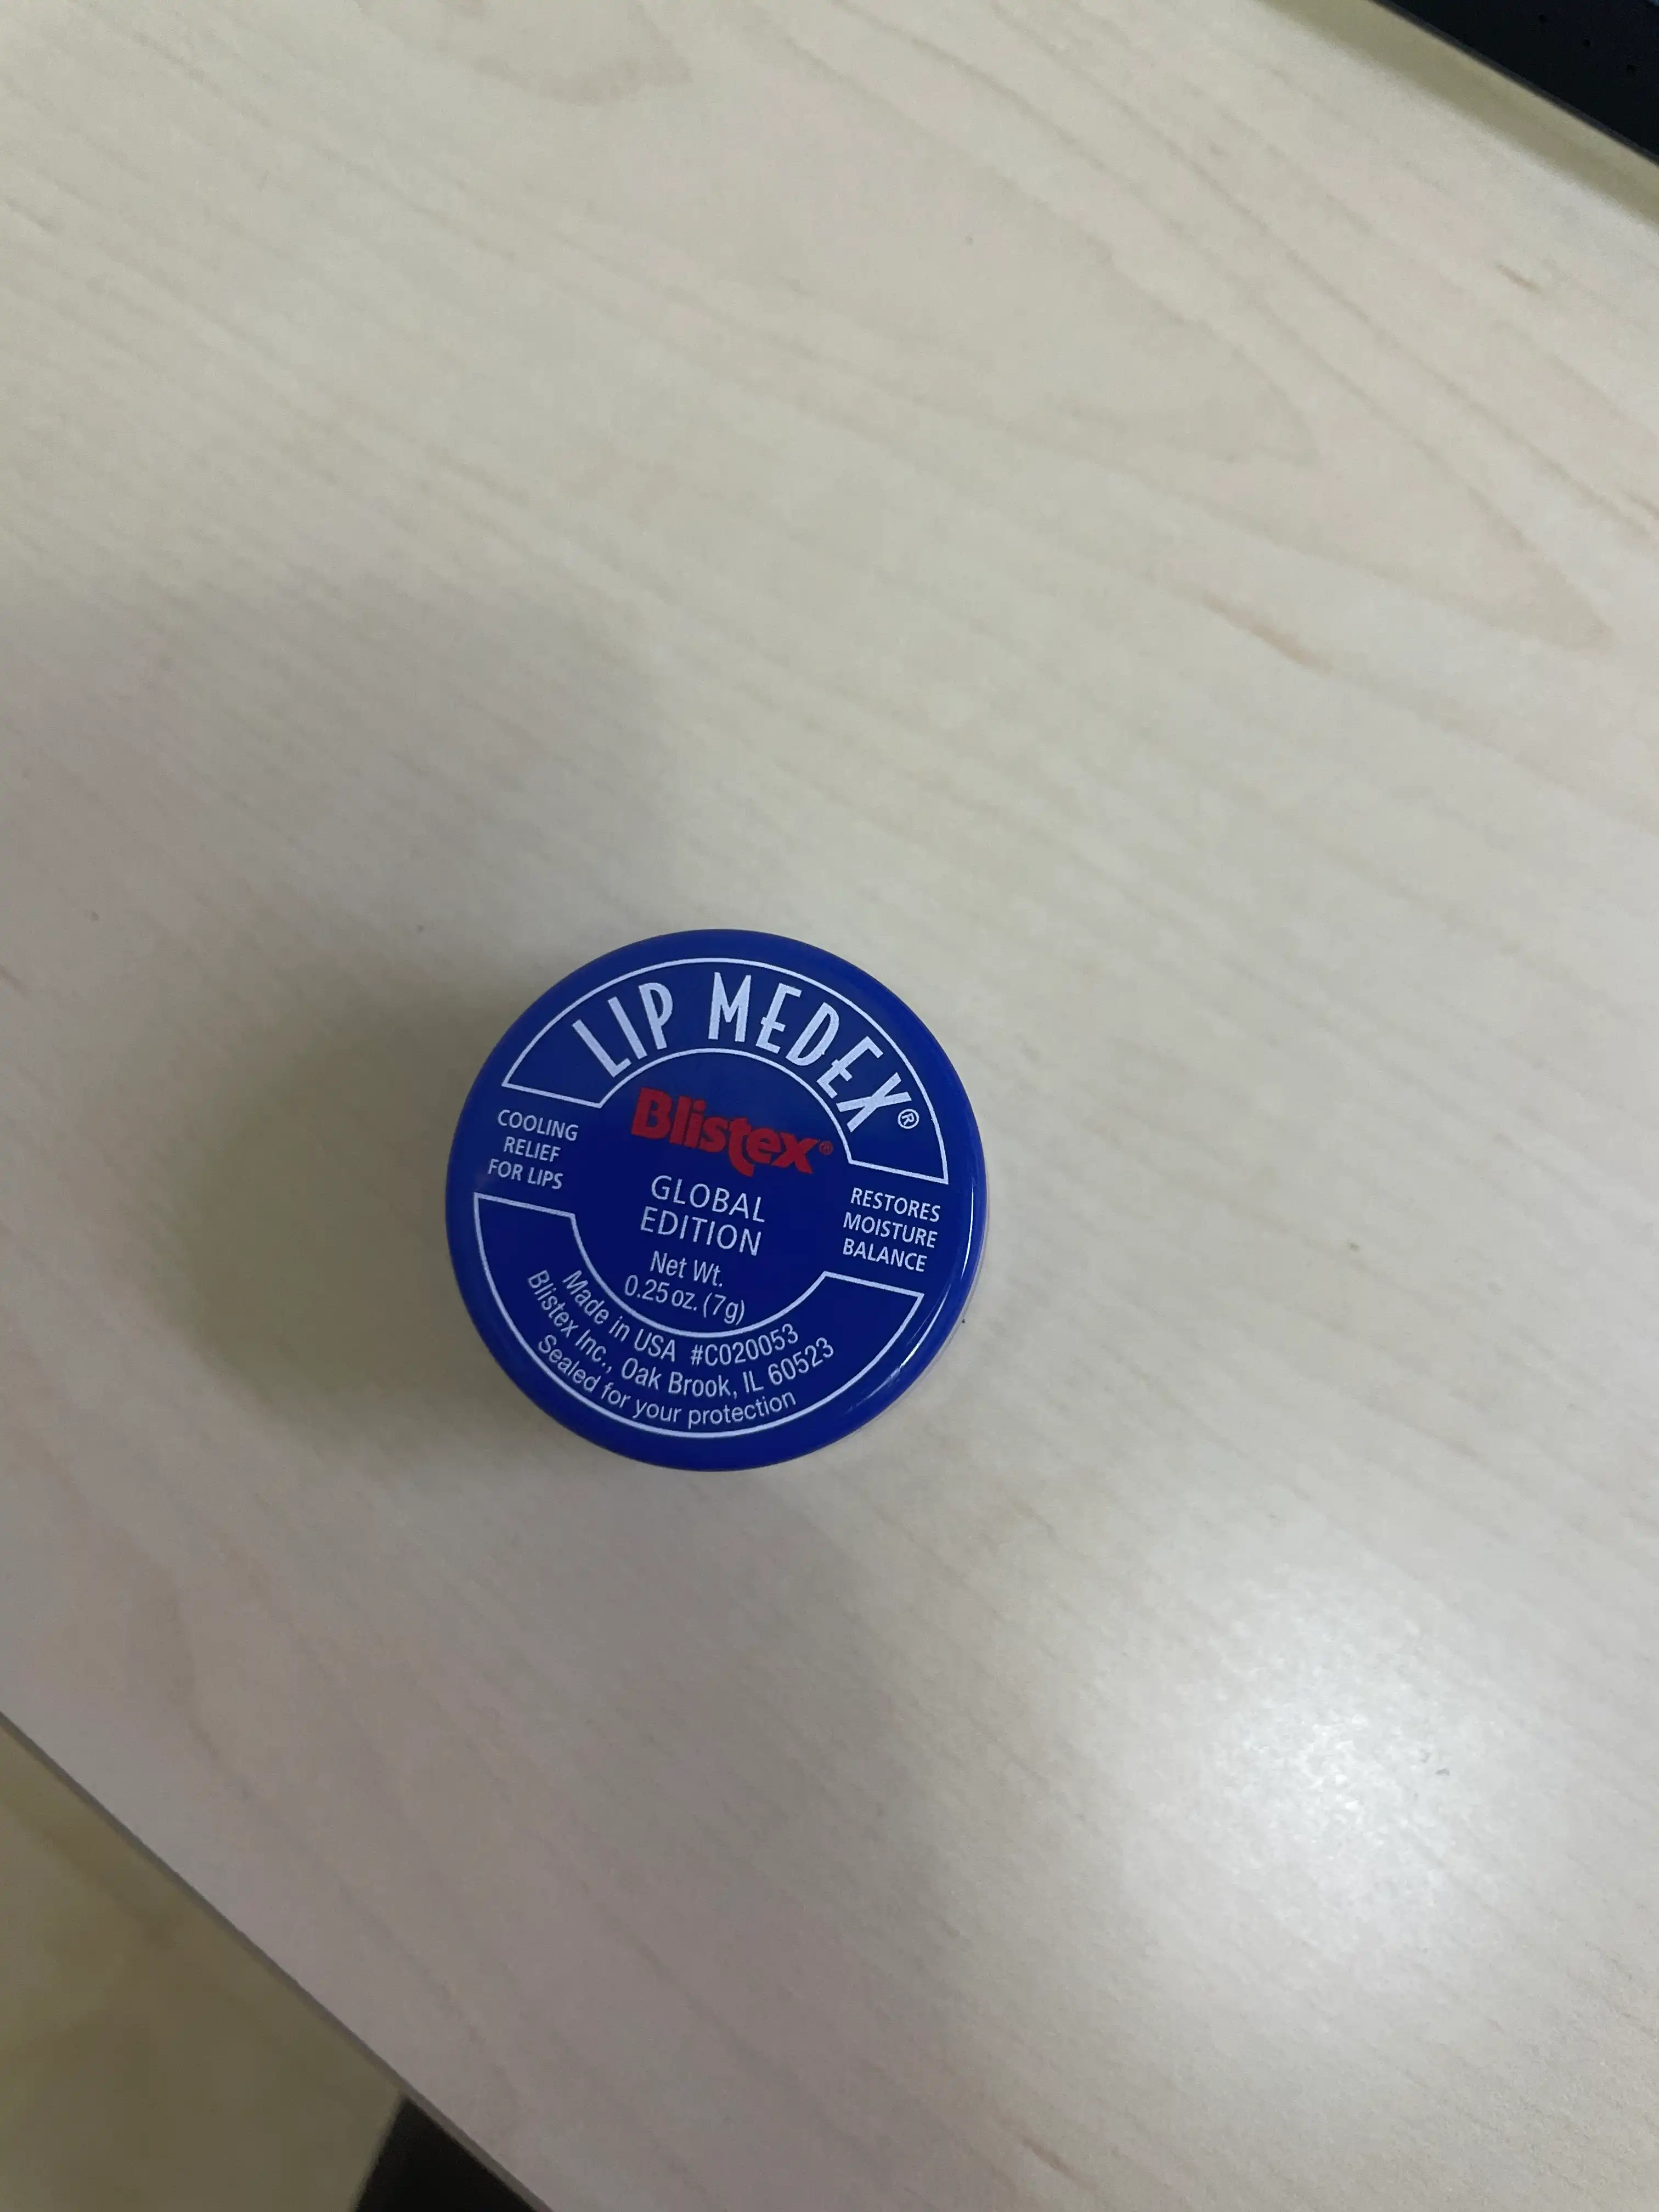 LIP MEDEX®
Blistex®
COOLING
RELIEF
FOR LIPS
GLOBAL
EDITION
RESTORES
MOISTURE
BALANCE
Net Wt.
0.25 oz. (7g)
Made in USA #C020053
Blistex Inc., Oak Brook, IL 60523
Sealed for your protection